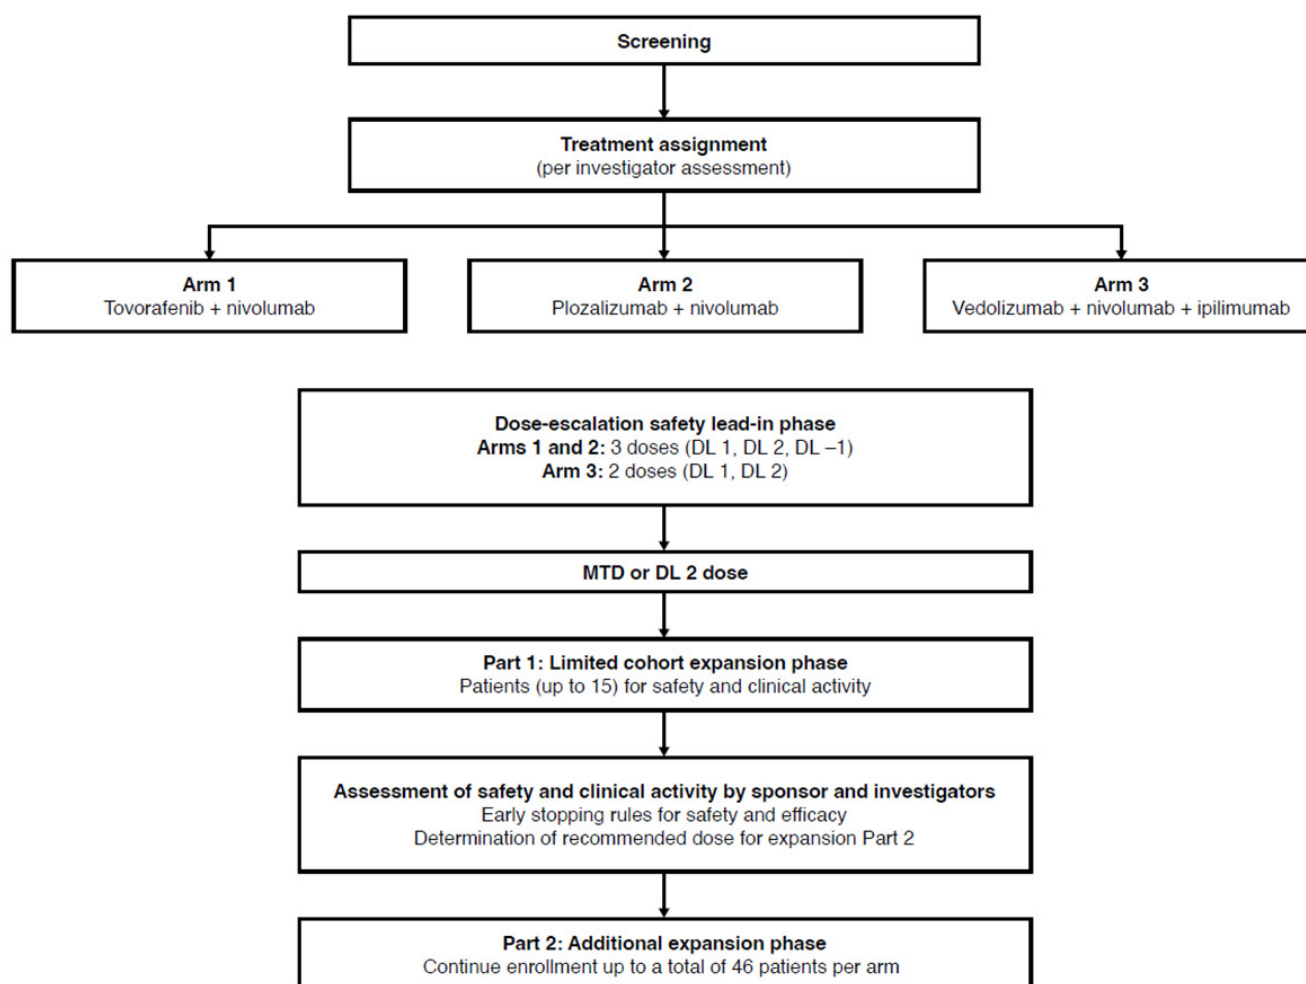 Screening
Treatment assignment
(per investigator assessment)
Arm 1
Tovorafenib + nivolumab
Arm 2
Plozalizumab + nivolumab
Arm 3
Vedolizumab + nivolumab + ipilimumab
Dose-escalation safety lead-in phase
Arms 1 and 2: 3 doses (DL 1, DL 2, DL –1)
Arm 3: 2 doses (DL 1, DL 2)
MTD or DL 2 dose
Part 1: Limited cohort expansion phase
Patients (up to 15) for safety and clinical activity
Assessment of safety and clinical activity by sponsor and investigators
Early stopping rules for safety and efficacy
Determination of recommended dose for expansion Part 2
Part 2: Additional expansion phase
Continue enrollment up to a total of 46 patients per arm